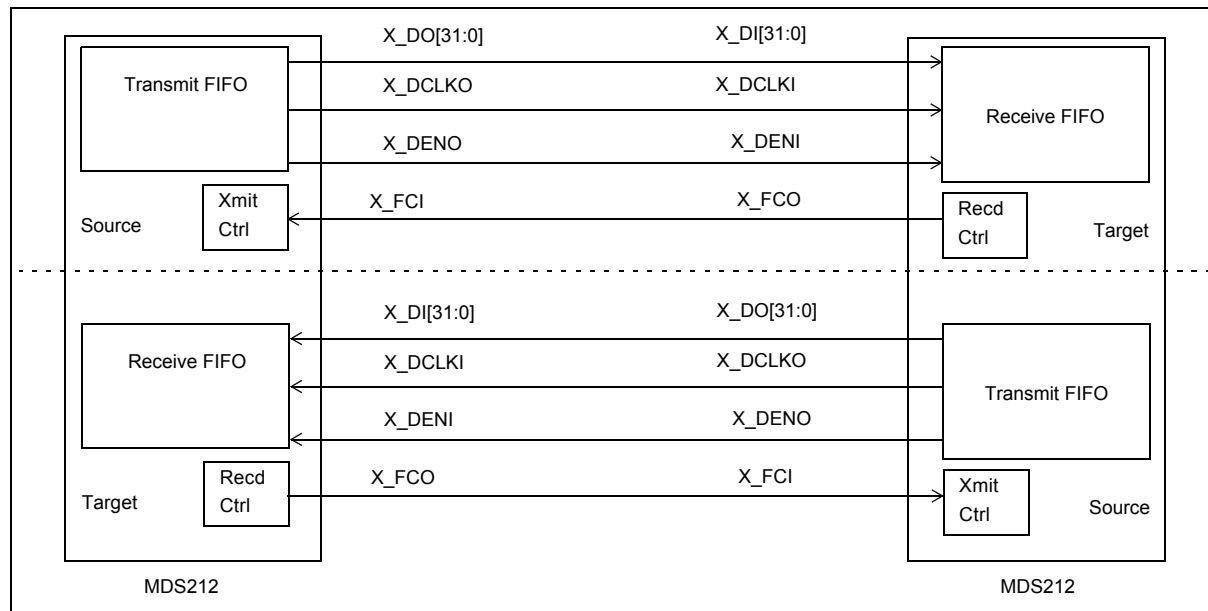 X_DO[31:0] X_DI[31:0]
Transmit FIFO
X_DCLKO X_DCLKI
Receive FIFO
X_DENO X_DENI
Xmit
Ctrl
X_FCI X_FCO
Recd
Ctrl
Source
Target
X_DI[31:0] X_DO[31:0]
Receive FIFO
X_DCLKI X_DCLKO
Transmit FIFO
X_DENI X_DENO
Recd
Ctrl
X_FCO X_FCI
Xmit
Ctrl
Target
Source
MDS212 MDS212